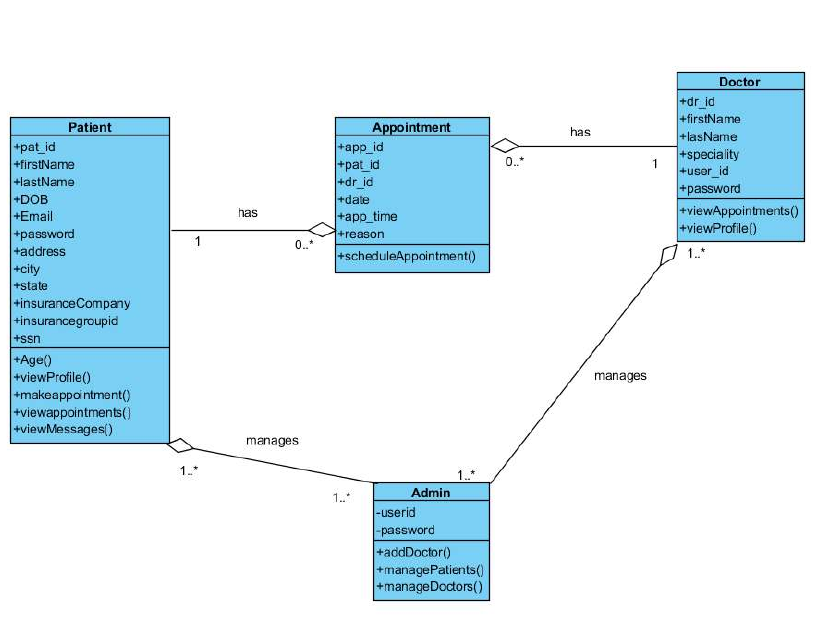 Patient
+pat_id
+firstName
+lastName
+DOB
+Email
+password
+address
+city
+state
+insuranceCompany
+insurancegroupid
+ssn
+Age()
+viewProfile()
+makeappointment()
+viewappointments()
+viewMessages()
has
1
0..*
Appointment
+app_id
+pat_id
+dr_id
+date
+app_time
+reason
+scheduleAppointment()
has
0..*
1
Doctor
+dr_id
+firstName
+lasName
+speciality
+user_id
+password
+viewAppointments()
+viewProfile()
1..*
manages
1..*
manages
1..*
1..*
Admin
-userid
-password
+addDoctor()
+managePatients()
+manageDoctors()